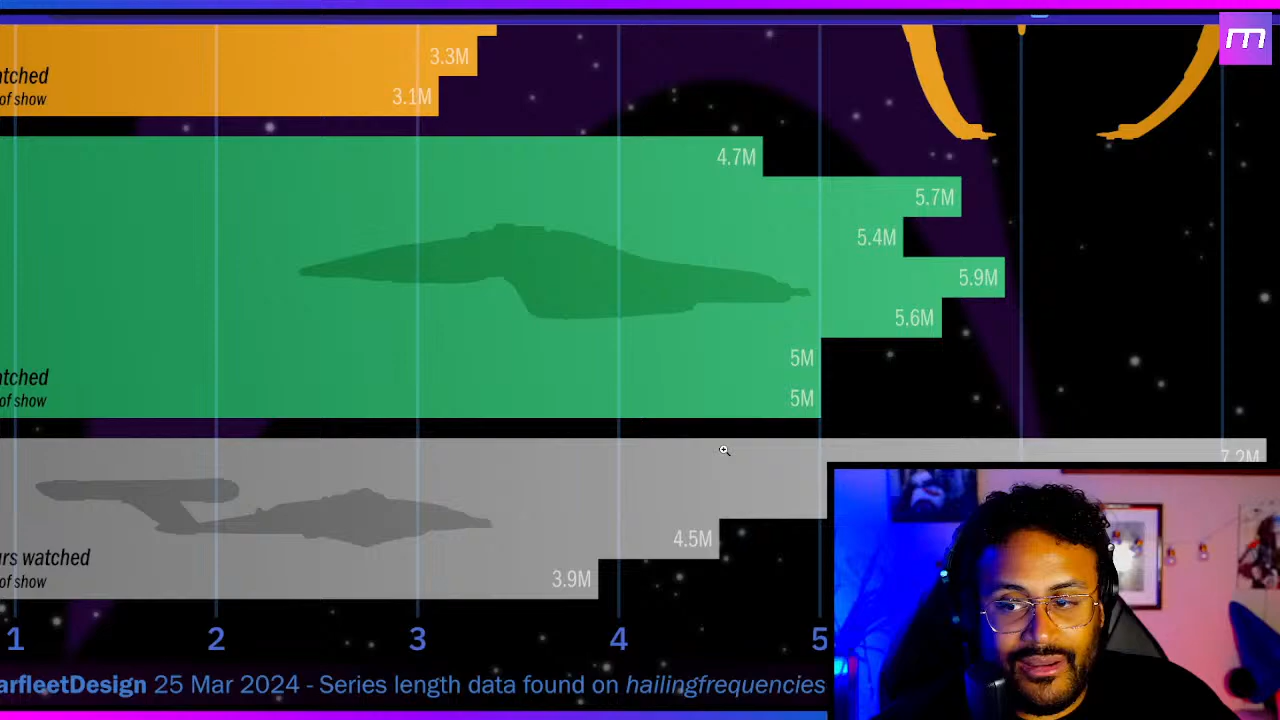 3.3M
atched
of show
3.1M
4.7M
5.7M
5.4M
5.9M
5.6M
5M
atched
of show
5M
7.2M
4.5M
urs watched
of show
3.9M
1 2 3 4 5
arfleetDesign 25 Mar 2024 - Series length data found on hailingfrequencies
m